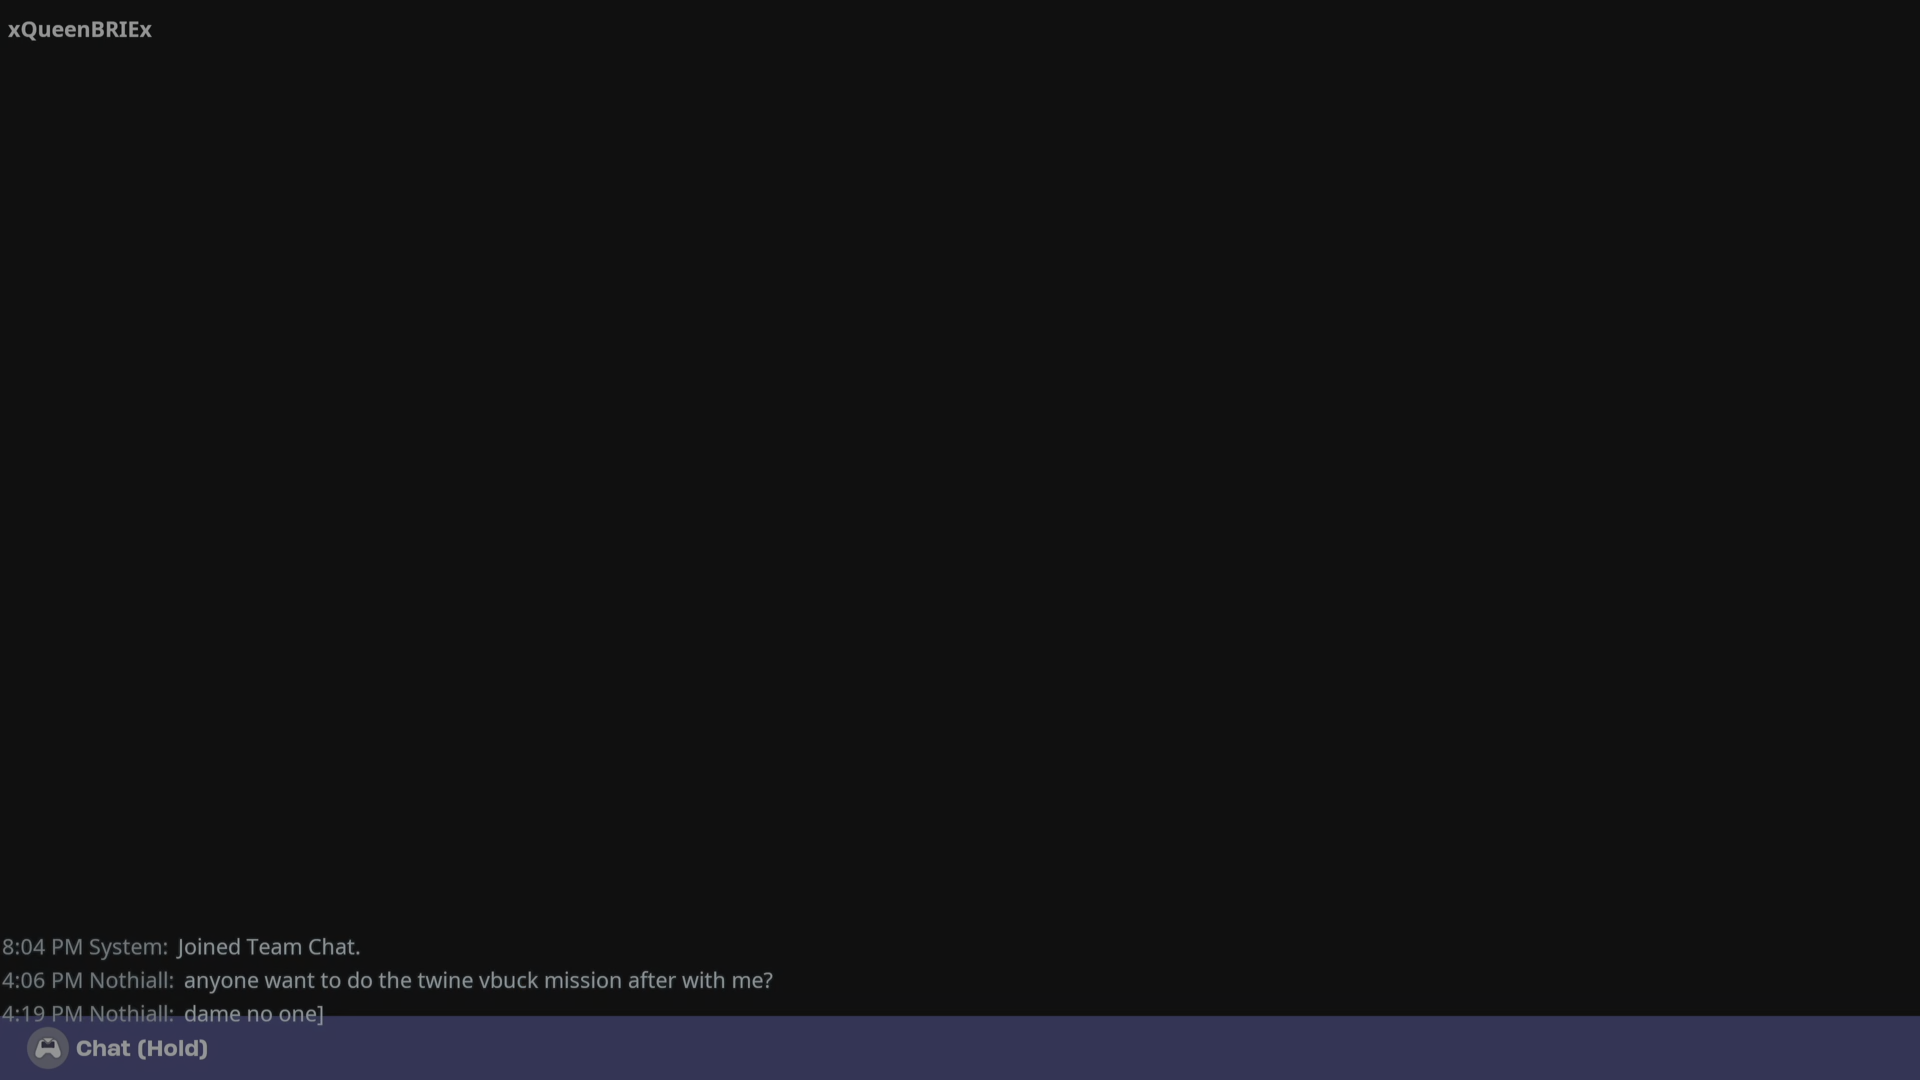 xQueenBRIEx
8:04 PM System: Joined Team Chat.
4:06 PM Nothiall: anyone want to do the twine vbuck mission after with me?
4:19 PM Nothiall: dame no one]
Chat (Hold)